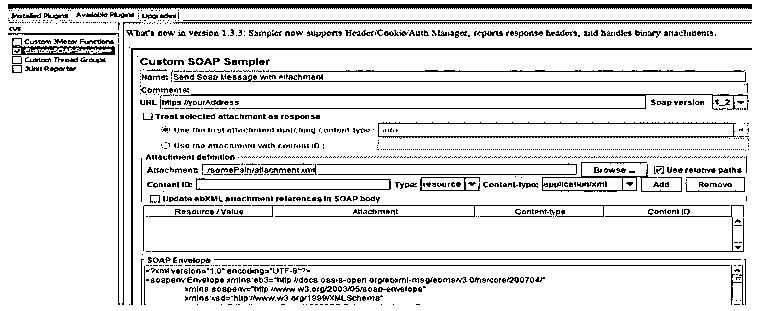 Installed Plugins Available Plugins Upgrades
cus
Custom JMeter Functions
Custom SOAP Sampler
Custom Thread Groups
JUnit Reporter
What's new in version 1.3.3: Sampler now supports Header/Cookie/Auth Manager, reports response headers, and handles binary attachments.
Custom SOAP Sampler
Name: Send Soap Message with attachment
Comments:
URL https://yourAddress Soap version 1_2
Treat selected attachment as response
Use the first attachment matching content type :
Use the attachment with content ID :
Attachment definition
Attachment: ./somePath/attachment.xml Browse ... Use relative paths
Content ID: Type: resource Content-type: application/xml Add Remove
Update ebXML attachment references in SOAP body
Resource / Value Attachment Content-type Content ID
SOAP Envelope
<?xml version="1.0" encoding="UTF-8"?>
<soapenv:Envelope xmlns:eb3="http://docs.oasis-open.org/ebxml-msg/ebms/v3.0/ns/core/200704/"
xmlns:soapenv="http://www.w3.org/2003/05/soap-envelope"
xmlns:xsd="http://www.w3.org/1999/XMLSchema"